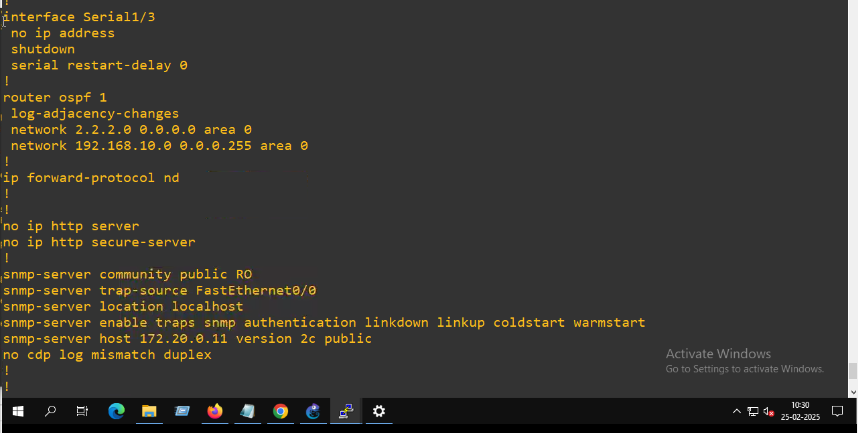 !
interface Serial1/3
 no ip address
 shutdown
 serial restart-delay 0
!
router ospf 1
 log-adjacency-changes
 network 2.2.2.0 0.0.0.0 area 0
 network 192.168.10.0 0.0.0.255 area 0
!
ip forward-protocol nd
!
!
no ip http server
no ip http secure-server
!
snmp-server community public RO
snmp-server trap-source FastEthernet0/0
snmp-server location localhost
snmp-server enable traps snmp authentication linkdown linkup coldstart warmstart
snmp-server host 172.20.0.11 version 2c public
no cdp log mismatch duplex
!
!
Activate Windows
Go to Settings to activate Windows.
10:30
25-02-2025